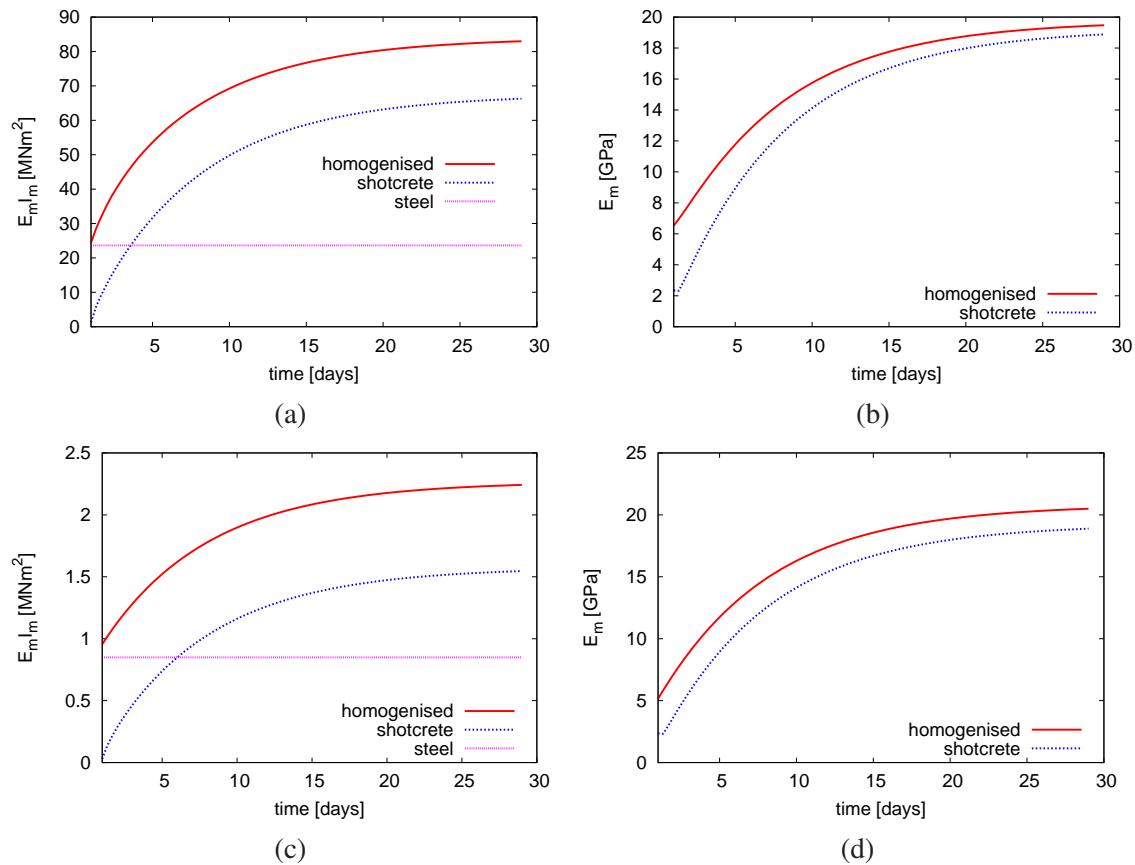 90
80
70
60
50
40
30
20
10
0
E_mI_m [MNm²]
homogenised
shotcrete
steel
5 10 15 20 25 30
time [days]
(a)
20
18
16
14
12
10
8
6
4
2
0
E_m [GPa]
homogenised
shotcrete
5 10 15 20 25 30
time [days]
(b)
2.5
2
1.5
1
0.5
0
E_mI_m [MNm²]
homogenised
shotcrete
steel
5 10 15 20 25 30
time [days]
(c)
25
20
15
10
5
0
E_m [GPa]
homogenised
shotcrete
5 10 15 20 25 30
time [days]
(d)